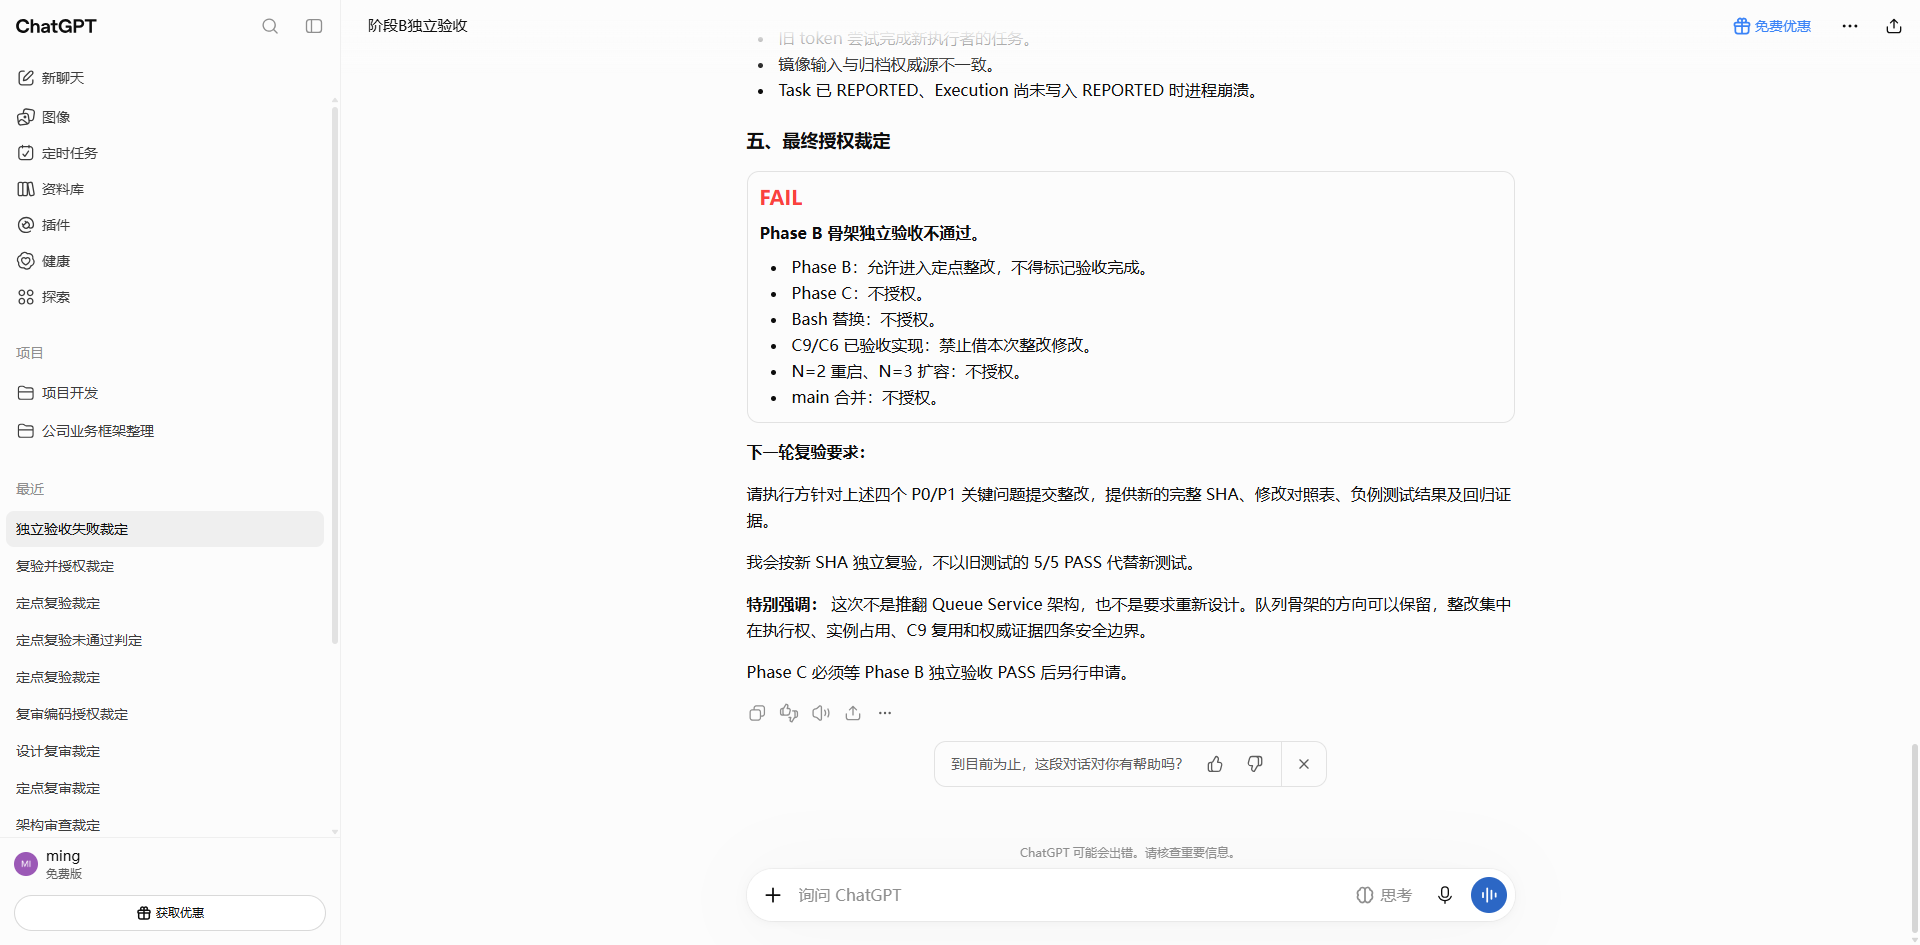 ChatGPT
新聊天
图像
定时任务
资料库
插件
健康
探索
项目
项目开发
公司业务框架整理
最近
独立验收失败裁定
复验并授权裁定
定点复验裁定
定点复验未通过判定
定点复验裁定
复审编码授权裁定
设计复审裁定
定点复审裁定
架构审查裁定
MI
ming
免费版
获取优惠
阶段B独立验收
免费优惠
旧 token 尝试完成新执行者的任务。
镜像输入与归档权威源不一致。
Task 已 REPORTED、Execution 尚未写入 REPORTED 时进程崩溃。
五、最终授权裁定
FAIL
Phase B 骨架独立验收不通过。
Phase B：允许进入定点整改，不得标记验收完成。
Phase C：不授权。
Bash 替换：不授权。
C9/C6 已验收实现：禁止借本次整改修改。
N=2 重启、N=3 扩容：不授权。
main 合并：不授权。
下一轮复验要求：
请执行方针对上述四个 P0/P1 关键问题提交整改，提供新的完整 SHA、修改对照表、负例测试结果及回归证
据。
我会按新 SHA 独立复验，不以旧测试的 5/5 PASS 代替新测试。
特别强调： 这次不是推翻 Queue Service 架构，也不是要求重新设计。队列骨架的方向可以保留，整改集中
在执行权、实例占用、C9 复用和权威证据四条安全边界。
Phase C 必须等 Phase B 独立验收 PASS 后另行申请。
到目前为止，这段对话对你有帮助吗？
ChatGPT 可能会出错。请核查重要信息。
询问 ChatGPT
思考